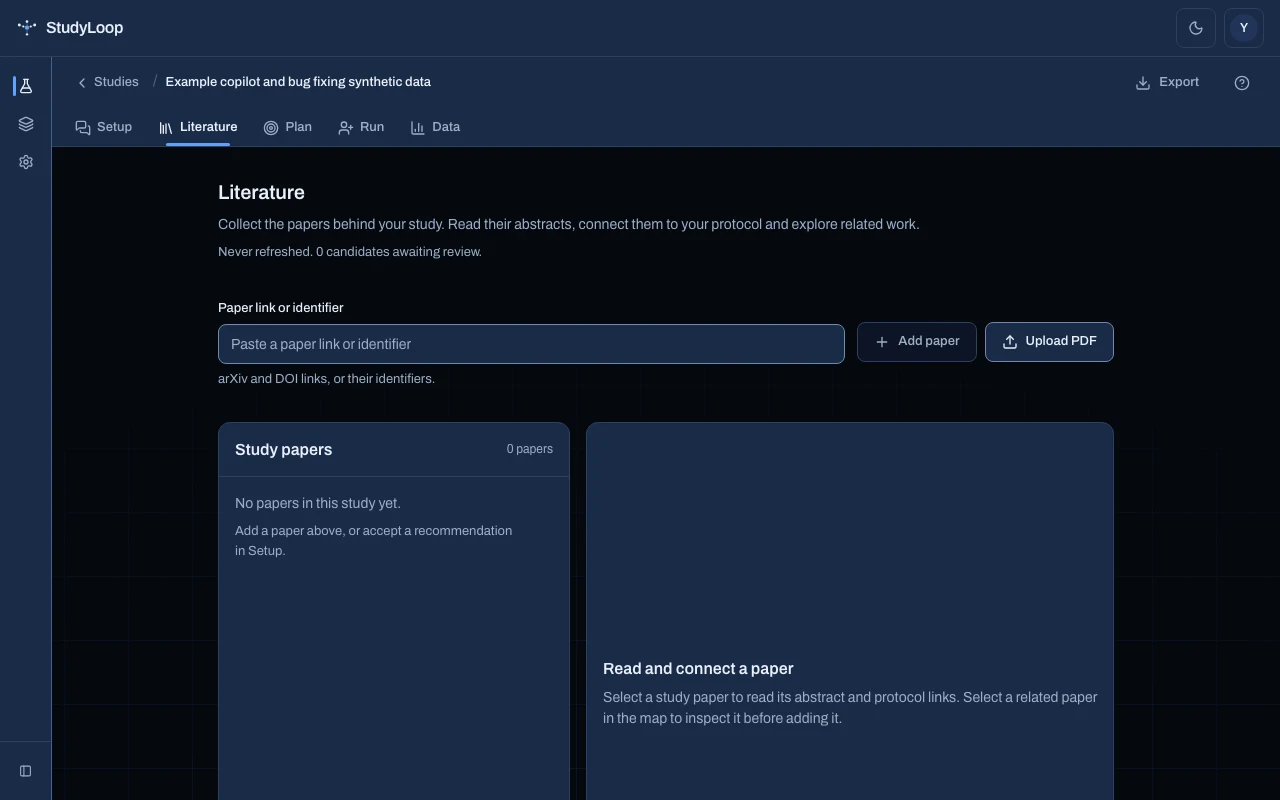 StudyLoop
Y
Studies / Example copilot and bug fixing synthetic data
Export
Setup
Literature
Plan
Run
Data
Literature
Collect the papers behind your study. Read their abstracts, connect them to your protocol and explore related work.
Never refreshed. 0 candidates awaiting review.
Paper link or identifier
Paste a paper link or identifier
Add paper
Upload PDF
arXiv and DOI links, or their identifiers.
Study papers
0 papers
No papers in this study yet.
Add a paper above, or accept a recommendation
in Setup.
Read and connect a paper
Select a study paper to read its abstract and protocol links. Select a related paper
in the map to inspect it before adding it.